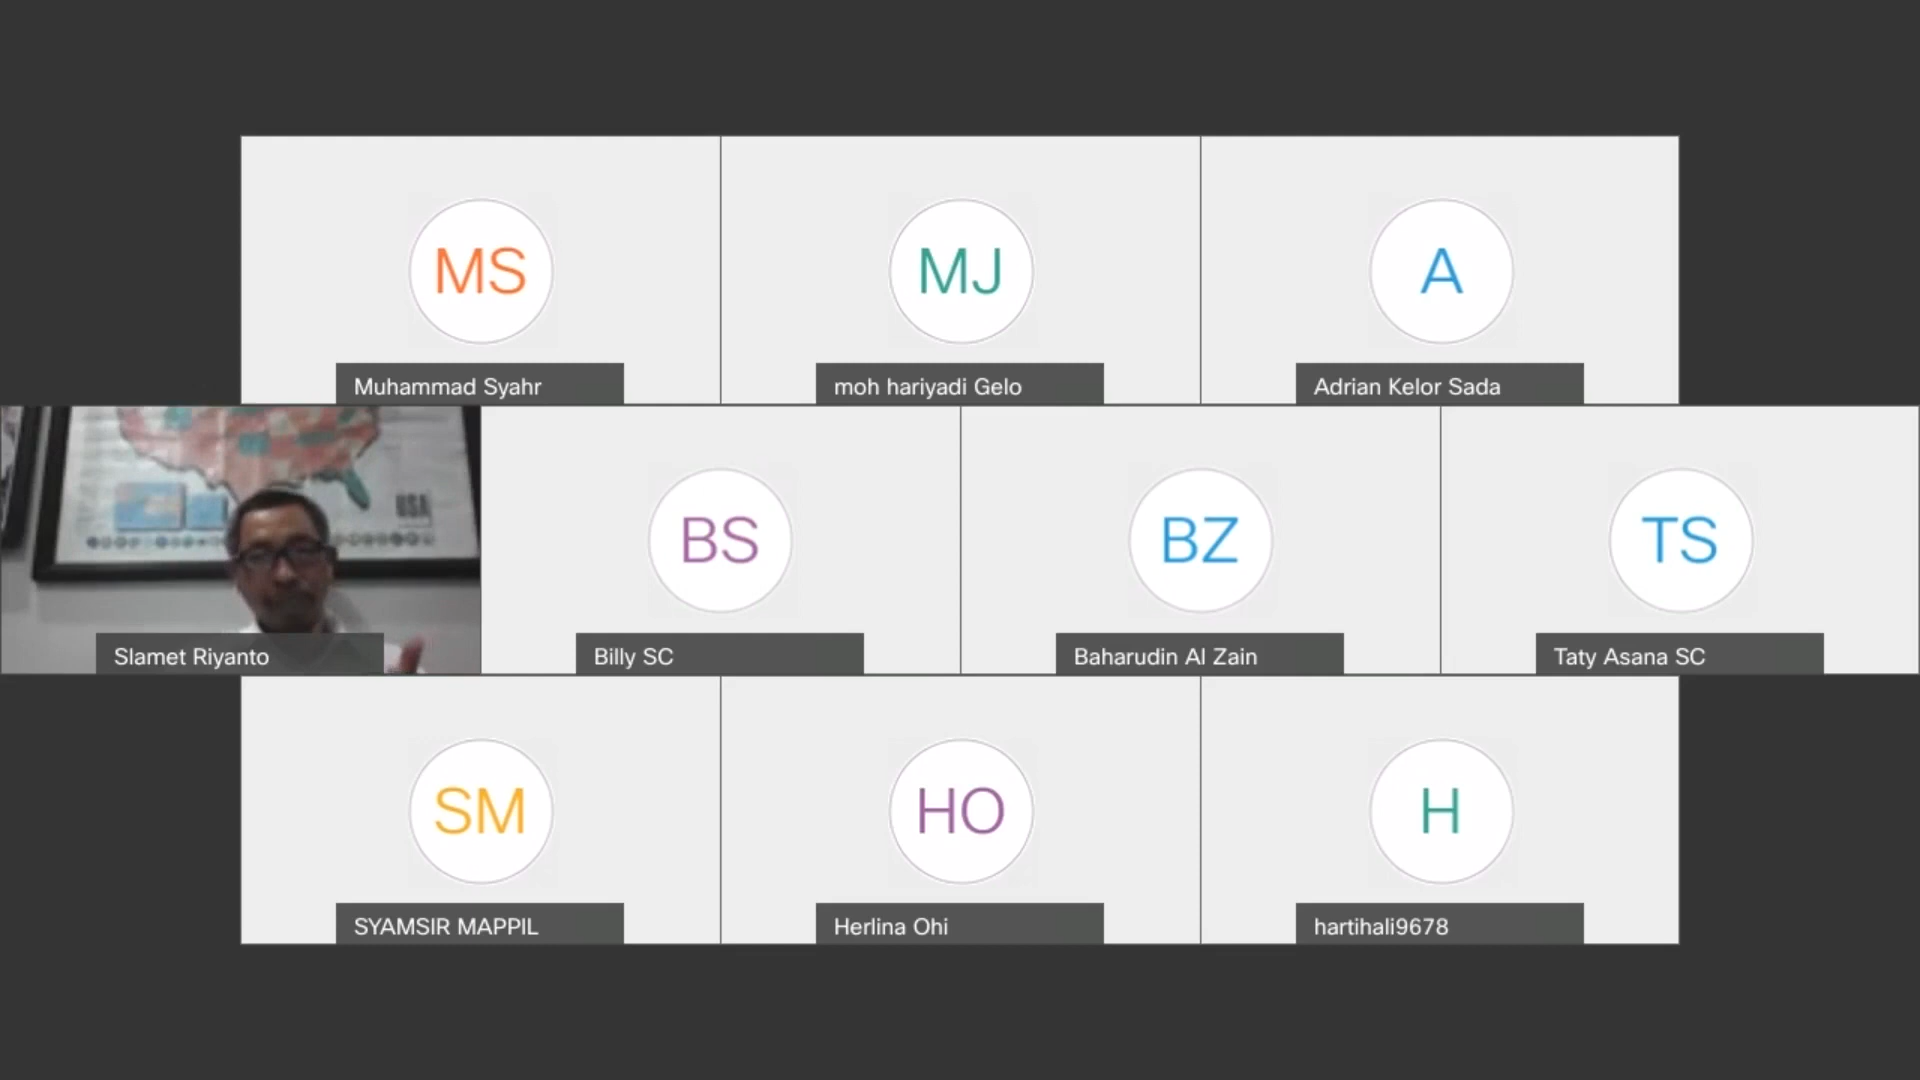 MS
Muhammad Syahr
MJ
moh hariyadi Gelo
A
Adrian Kelor Sada
USA
Slamet Riyanto
BS
Billy SC
BZ
Baharudin Al Zain
TS
Taty Asana SC
SM
SYAMSIR MAPPIL
HO
Herlina Ohi
H
hartihali9678